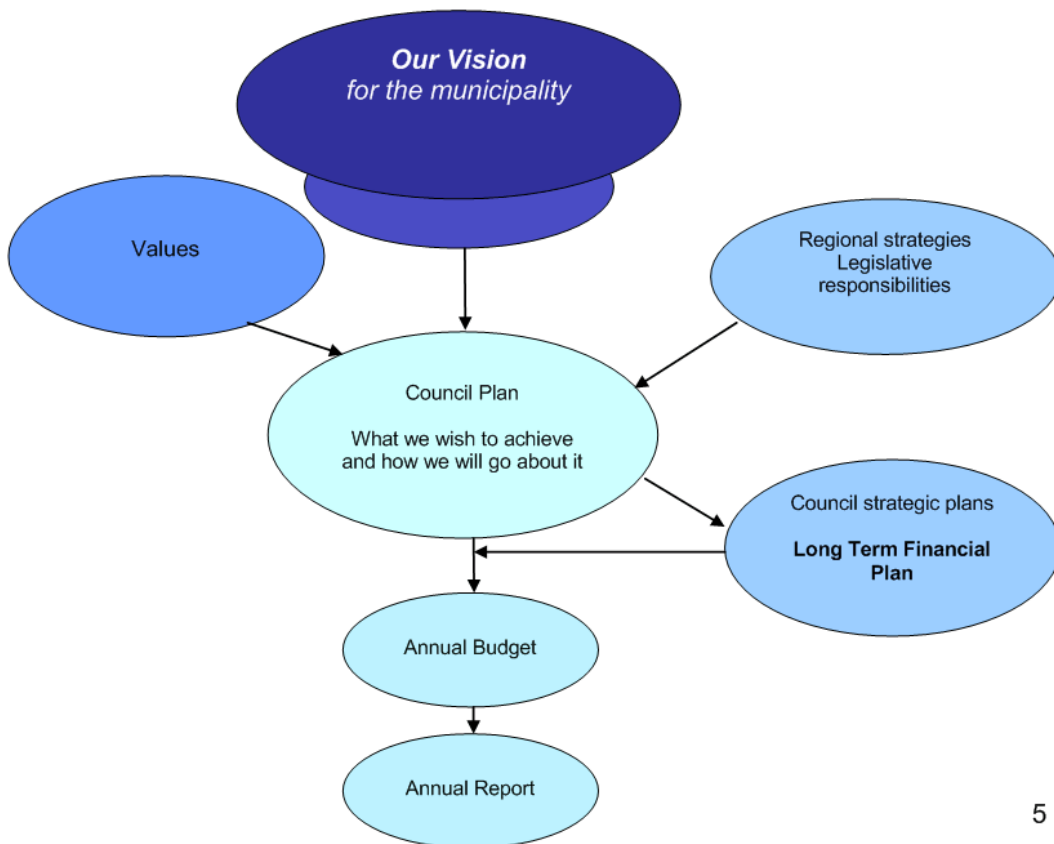 Our Vision
for the municipality
Values
Regional strategies
Legislative
responsibilities
Council Plan
What we wish to achieve
and how we will go about it
Council strategic plans
Long Term Financial
Plan
Annual Budget
Annual Report
5